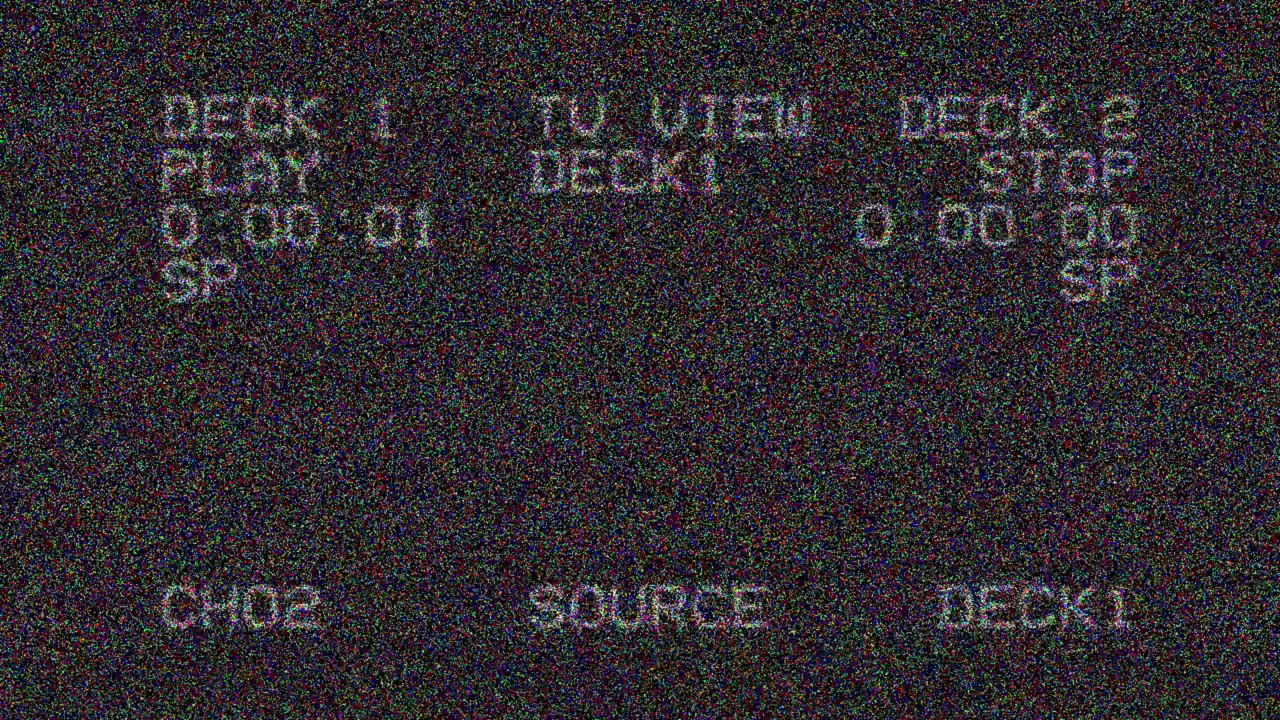 DECK 1 TV VIEW DECK 2
PLAY DECK1 STOP
0:00:01 0:00:00
SP SP
CH02 SOURCE DECK1